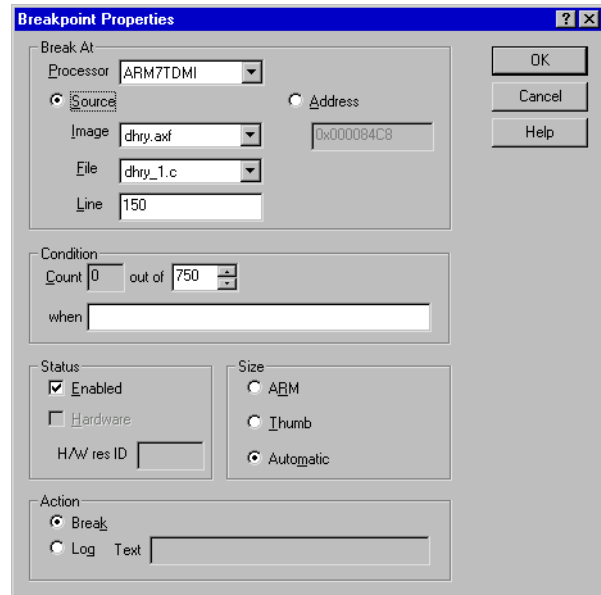 Breakpoint Properties
Break At
Processor ARM7TDMI
Source
Address
Image dhry.axf
0x000084C8
File dhry_1.c
Line 150
OK
Cancel
Help
Condition
Count 0 out of 750
when
Status
Enabled
Hardware
H/W res ID
Size
ARM
Thumb
Automatic
Action
Break
Log Text